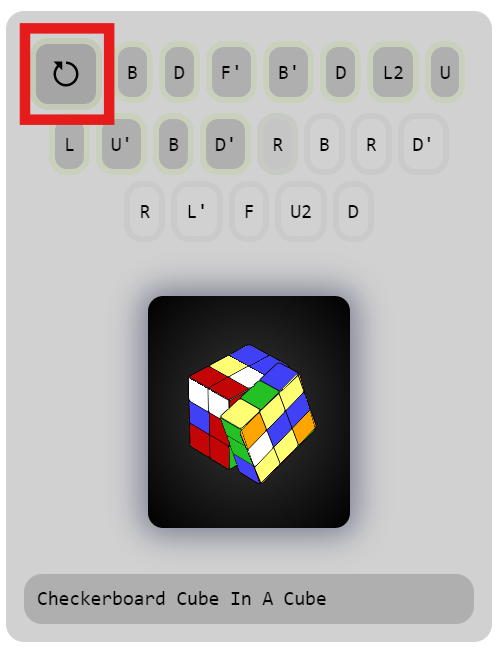 B D F' B' D L2 U
L U' B D' R B R D'
R L' F U2 D
Checkerboard Cube In A Cube